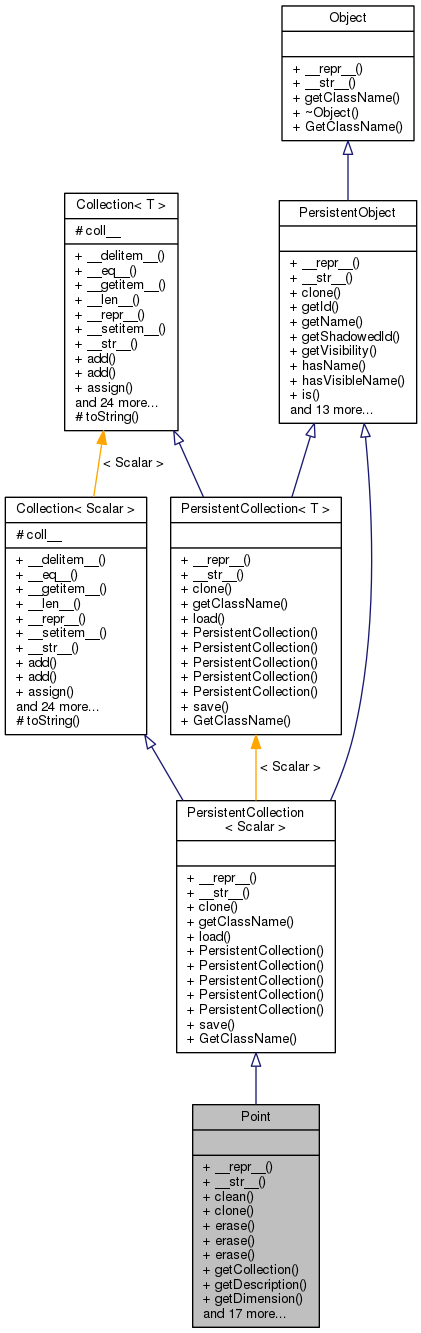 Object
+ __repr__()
+ __str__()
+ getClassName()
+ ~Object()
+ GetClassName()
Collection< T >
# coll__
+ __delitem__()
+ __eq__()
+ __getitem__()
+ __len__()
+ __repr__()
+ __setitem__()
+ __str__()
+ add()
+ add()
+ assign()
and 24 more...
# toString()
PersistentObject
+ __repr__()
+ __str__()
+ clone()
+ getId()
+ getName()
+ getShadowedId()
+ getVisibility()
+ hasName()
+ hasVisibleName()
+ is()
and 13 more...
< Scalar >
Collection< Scalar >
# coll__
+ __delitem__()
+ __eq__()
+ __getitem__()
+ __len__()
+ __repr__()
+ __setitem__()
+ __str__()
+ add()
+ add()
+ assign()
and 24 more...
# toString()
PersistentCollection< T >
+ __repr__()
+ __str__()
+ clone()
+ getClassName()
+ load()
+ PersistentCollection()
+ PersistentCollection()
+ PersistentCollection()
+ PersistentCollection()
+ PersistentCollection()
+ save()
+ GetClassName()
< Scalar >
PersistentCollection
< Scalar >
+ __repr__()
+ __str__()
+ clone()
+ getClassName()
+ load()
+ PersistentCollection()
+ PersistentCollection()
+ PersistentCollection()
+ PersistentCollection()
+ PersistentCollection()
+ save()
+ GetClassName()
Point
+ __repr__()
+ __str__()
+ clean()
+ clone()
+ erase()
+ erase()
+ erase()
+ getCollection()
+ getDescription()
+ getDimension()
and 17 more...